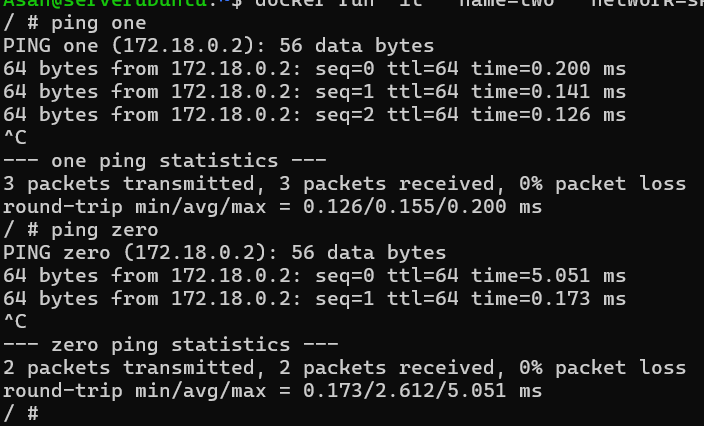 Asan@serverubuntu:~$ docker run -it --name=two --network=
/ # ping one
PING one (172.18.0.2): 56 data bytes
64 bytes from 172.18.0.2: seq=0 ttl=64 time=0.200 ms
64 bytes from 172.18.0.2: seq=1 ttl=64 time=0.141 ms
64 bytes from 172.18.0.2: seq=2 ttl=64 time=0.126 ms
^C
--- one ping statistics ---
3 packets transmitted, 3 packets received, 0% packet loss
round-trip min/avg/max = 0.126/0.155/0.200 ms
/ # ping zero
PING zero (172.18.0.2): 56 data bytes
64 bytes from 172.18.0.2: seq=0 ttl=64 time=5.051 ms
64 bytes from 172.18.0.2: seq=1 ttl=64 time=0.173 ms
^C
--- zero ping statistics ---
2 packets transmitted, 2 packets received, 0% packet loss
round-trip min/avg/max = 0.173/2.612/5.051 ms
/ #